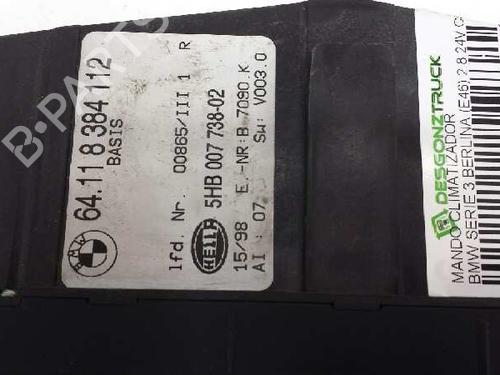 64.11 8 384 112
BASIS
lfd. Nr. 00865/III 1 R
HELLA
5HB 007 738-02
15/98 E.-NR:B 7090.K
AI : 07 SW: V003.0
BMW
B-PARTS
DESGONZTRUCK
MANDO CLIMATIZADOR
BMW SERIE 3 BERLINA (E46) 2.8 24V